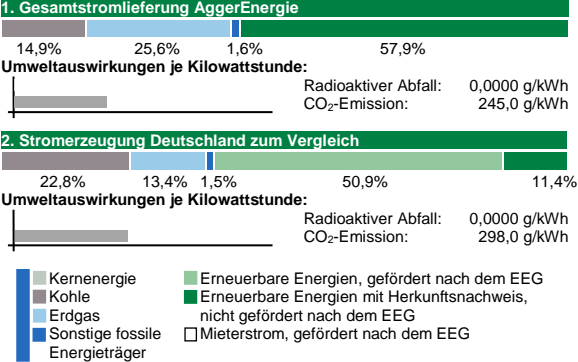 1. Gesamtstromlieferung AggerEnergie
14,9% 25,6% 1,6% 57,9%
Umweltauswirkungen je Kilowattstunde:
Radioaktiver Abfall: 0,0000 g/kWh
CO₂-Emission: 245,0 g/kWh
2. Stromerzeugung Deutschland zum Vergleich
22,8% 13,4% 1,5% 50,9% 11,4%
Umweltauswirkungen je Kilowattstunde:
Radioaktiver Abfall: 0,0000 g/kWh
CO₂-Emission: 298,0 g/kWh
Kernenergie
Kohle
Erdgas
Sonstige fossile
Energieträger
Erneuerbare Energien, gefördert nach dem EEG
Erneuerbare Energien mit Herkunftsnachweis,
nicht gefördert nach dem EEG
Mieterstrom, gefördert nach dem EEG